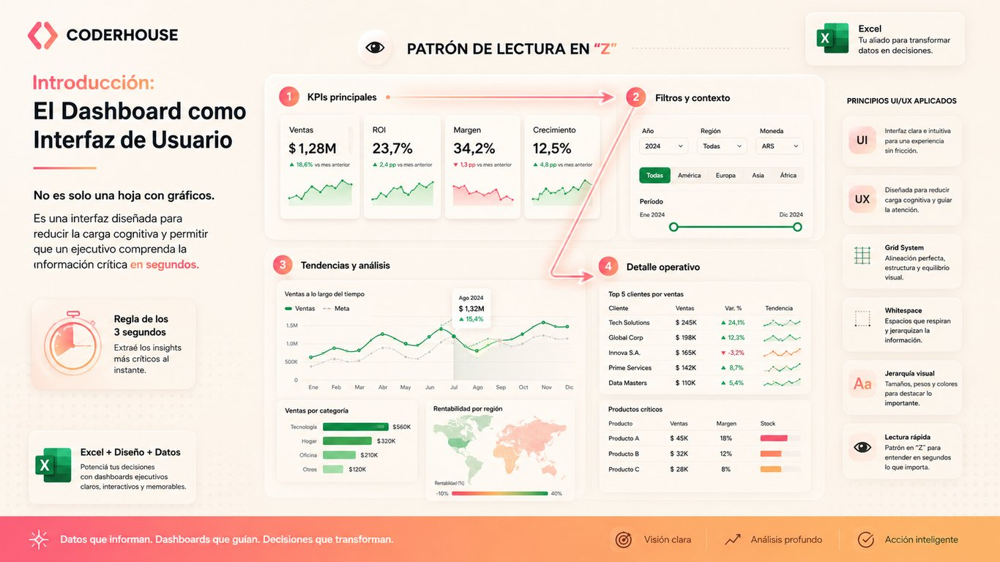 CODERHOUSE
Introducción:
El Dashboard como
Interfaz de Usuario
No es solo una hoja con gráficos.
Es una interfaz diseñada para
reducir la carga cognitiva y permitir
que un ejecutivo comprenda la
información crítica en segundos.
Regla de los
3 segundos
Extraé los insights
más críticos al
instante.
X
Excel + Diseño + Datos
Potenciá tus decisiones
con dashboards ejecutivos
claros, interactivos y memorables.
PATRÓN DE LECTURA EN “Z”
X
Excel
Tu aliado para transformar
datos en decisiones.
1 KPIs principales
Ventas
$ 1,28M
▲ 18,6% vs mes anterior
ROI
23,7%
▲ 2,4 pp vs mes anterior
Margen
34,2%
▼ 1,3 pp vs mes anterior
Crecimiento
12,5%
▲ 4,8 pp vs mes anterior
2 Filtros y contexto
Año Región Moneda
2024 Todas ARS
Todas América Europa Asia África
Período
Ene 2024 Dic 2024
3 Tendencias y análisis
Ventas a lo largo del tiempo
Ventas Meta
Ago 2024
$ 1,32M
▲ 15,4%
1.5M
1.0M
500K
0
Ene Feb Mar Abr May Jun Jul Ago Sep Oct Nov Dic
Ventas por categoría
Tecnología $560K
Hogar $320K
Oficina $210K
Otros $120K
Rentabilidad por región
Rentabilidad (%)
-10% 40%
4 Detalle operativo
Top 5 clientes por ventas
Cliente Ventas Var. % Tendencia
Tech Solutions $ 245K ▲ 24,1%
Global Corp $ 198K ▲ 12,3%
Innova S.A. $ 165K ▼ -3,2%
Prime Services $ 142K ▲ 8,7%
Data Masters $ 110K ▲ 5,4%
Productos críticos
Producto Ventas Margen Stock
Producto A $ 45K 18%
Producto B $ 32K 12%
Producto C $ 28K 8%
PRINCIPIOS UI/UX APLICADOS
UI
Interfaz clara e intuitiva
para una experiencia
sin fricción.
UX
Diseñada para reducir
carga cognitiva y guiar
la atención.
Grid System
Alineación perfecta,
estructura y equilibrio
visual.
Whitespace
Espacios que respiran
y jerarquizan la
información.
Aa
Jerarquía visual
Tamaños, pesos y colores
para destacar lo
importante.
Lectura rápida
Patrón en “Z” para
entender en segundos
lo que importa.
Datos que informan. Dashboards que guían. Decisiones que transforman.
Visión clara
Análisis profundo
Acción inteligente